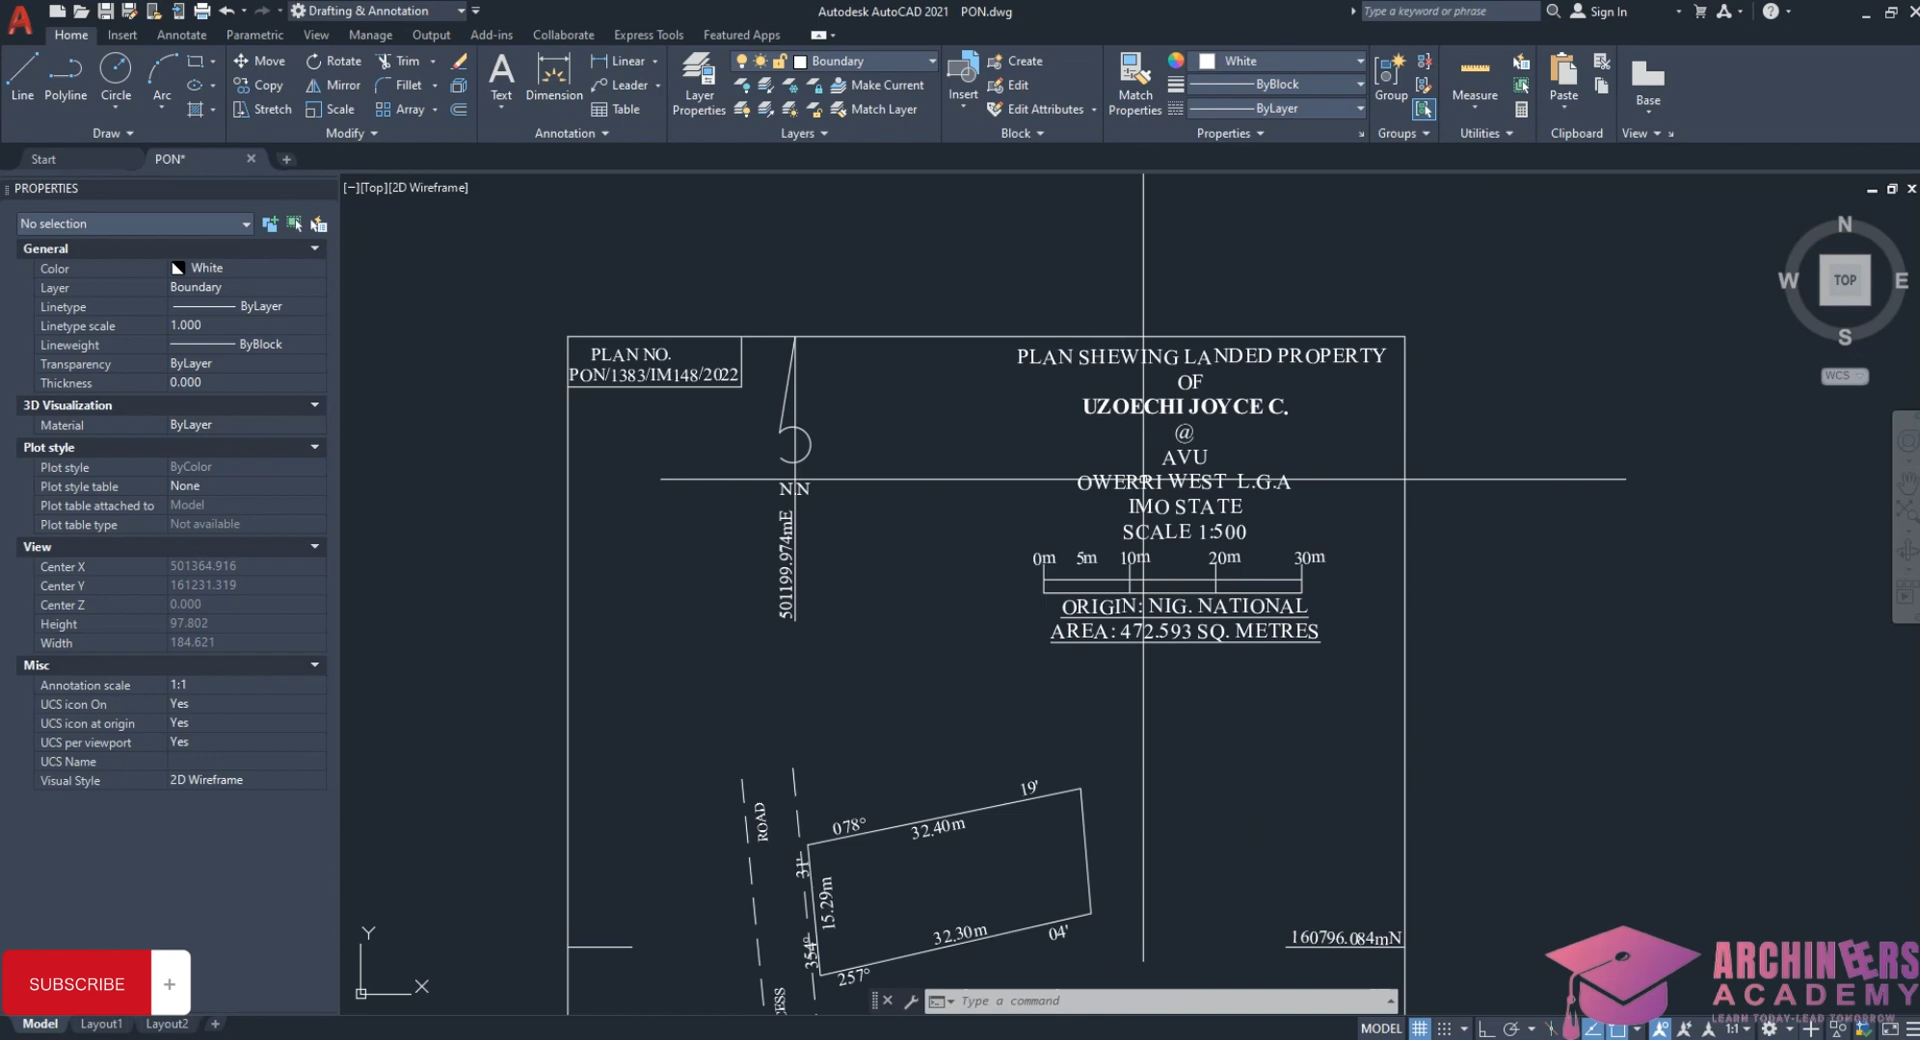 Drafting & Annotation
Autodesk AutoCAD 2021 PON.dwg
Type a keyword or phrase
Sign In
Home Insert Annotate Parametric View Manage Output Add-ins Collaborate Express Tools Featured Apps
Line Polyline Circle Arc
Move Rotate Trim
Copy Mirror Fillet
Stretch Scale Array
Text Dimension
Linear
Leader
Table
Layer Properties
Boundary
Make Current
Match Layer
Insert
Create
Edit
Edit Attributes
Match Properties
White
ByBlock
ByLayer
Group
Measure
Paste
Base
Draw Modify Annotation Layers Block Properties Groups Utilities Clipboard View
Start PON*
PROPERTIES
[−][Top][2D Wireframe]
No selection
General
Color White
Layer Boundary
Linetype ByLayer
Linetype scale 1.000
Lineweight ByBlock
Transparency ByLayer
Thickness 0.000
3D Visualization
Material ByLayer
Plot style
Plot style ByColor
Plot style table None
Plot table attached to Model
Plot table type Not available
View
Center X 501364.916
Center Y 161231.319
Center Z 0.000
Height 97.802
Width 184.621
Misc
Annotation scale 1:1
UCS icon On Yes
UCS icon at origin Yes
UCS per viewport Yes
UCS Name
Visual Style 2D Wireframe
N
W TOP E
S
WCS
PLAN NO.
PON/1383/IM148/2022
N N
501199.974mE
PLAN SHEWING LANDED PROPERTY
OF
UZOECHI JOYCE C.
@
AVU
OWERRI WEST L.G.A
IMO STATE
SCALE 1:500
0m 5m 10m 20m 30m
ORIGIN: NIG. NATIONAL
AREA: 472.593 SQ. METRES
ROAD
078°
32.40m
19'
31'
15.29m
354°
257°
32.30m
04'
160796.084mN
Y
X
SUBSCRIBE +
Type a command
ARCHINEERS
ACADEMY
LEARN TODAY-LEAD TOMORROW
Model Layout1 Layout2 +
MODEL
1:1